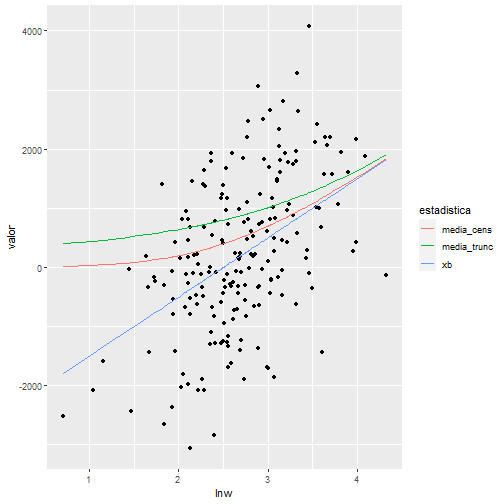 4000
2000
0
-2000
valor
1
2
3
4
lnw
estadistica
media_cens
media_trunc
xb